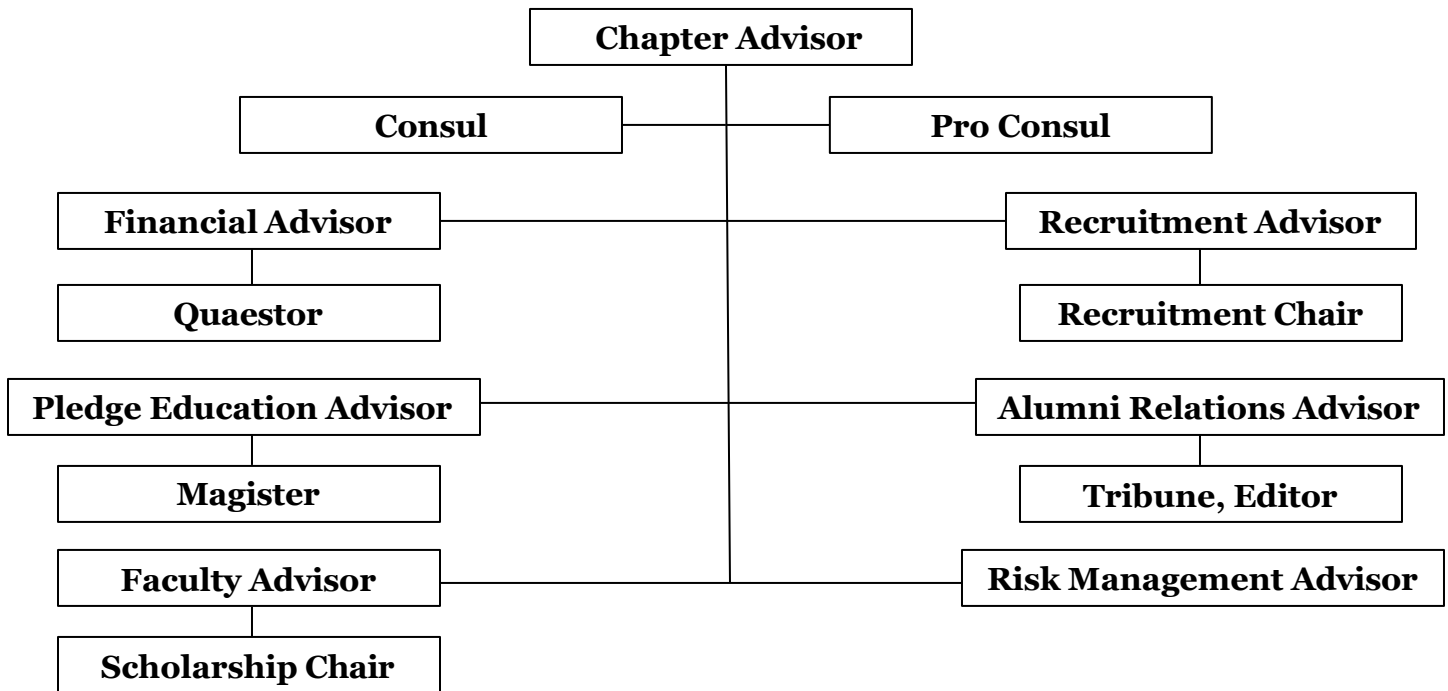 Chapter Advisor
Consul
Pro Consul
Financial Advisor
Recruitment Advisor
Quaestor
Recruitment Chair
Pledge Education Advisor
Alumni Relations Advisor
Magister
Tribune, Editor
Faculty Advisor
Risk Management Advisor
Scholarship Chair